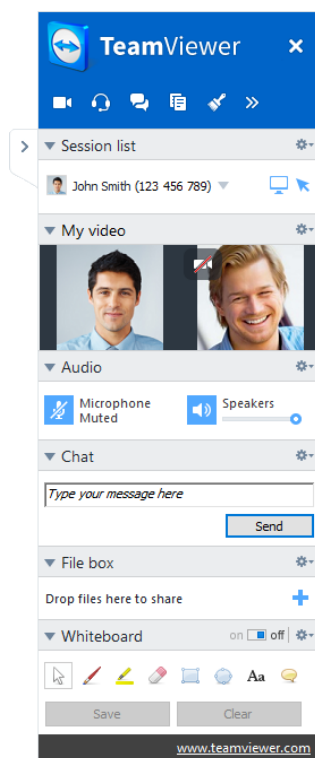 TeamViewer
Session list
John Smith (123 456 789)
My video
Audio
Microphone
Muted
Speakers
Chat
Type your message here
Send
File box
Drop files here to share
Whiteboard
on off
Aa
Save Clear
www.teamviewer.com